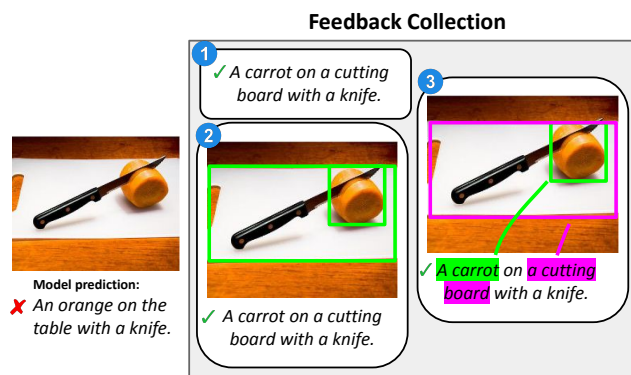 Feedback Collection
1
✓ A carrot on a cutting
board with a knife.
2
✓ A carrot on a cutting
board with a knife.
3
✓ A carrot on a cutting
board with a knife.
Model prediction:
✘ An orange on the
table with a knife.